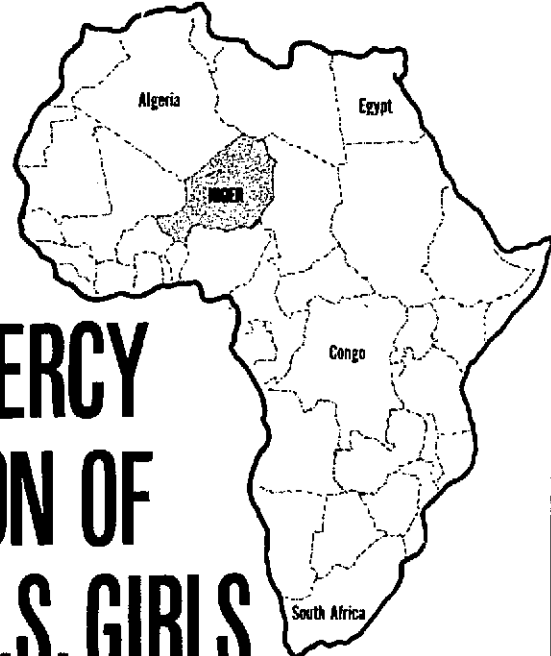 Algeria
Egypt
NIGER
Congo
ERCY
ON OF
.S. GIRLS
South Africa